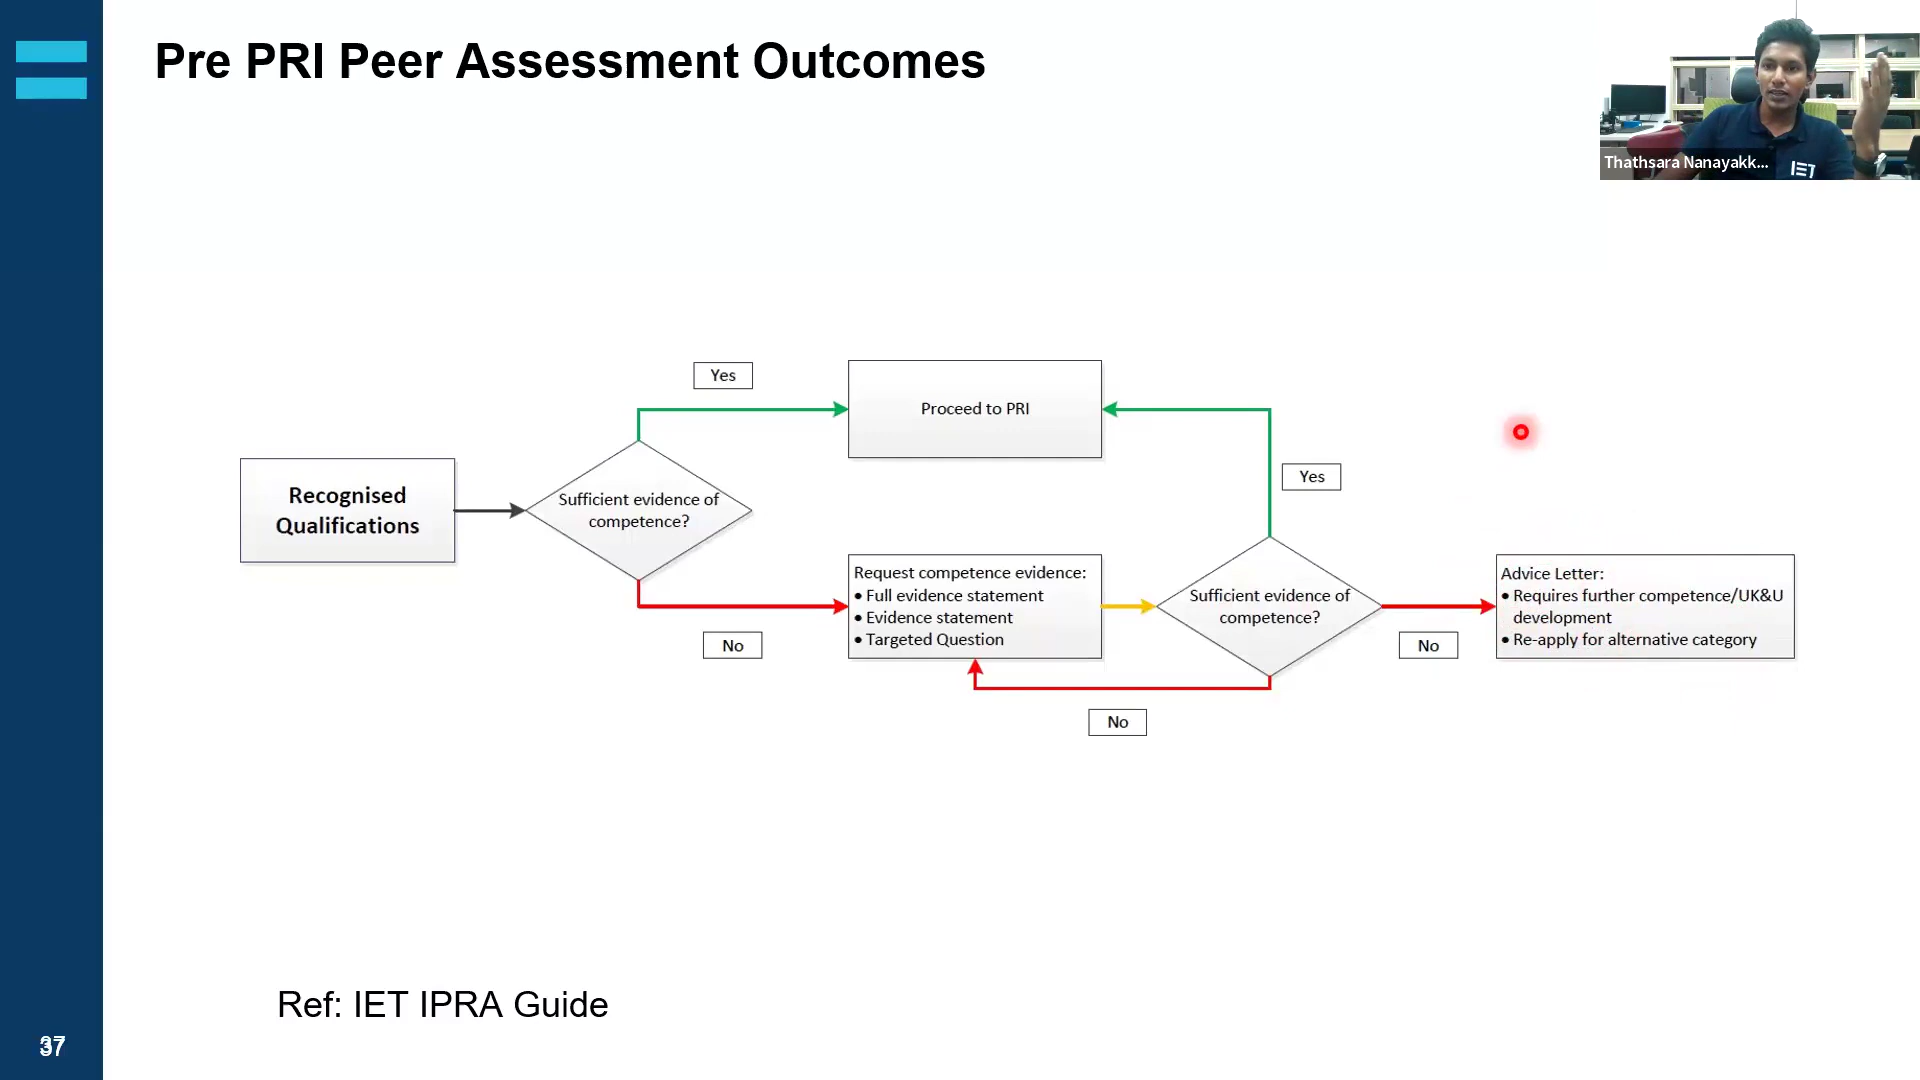 Pre PRI Peer Assessment Outcomes
Thathsara Nanayakk...
IET
Yes
Proceed to PRI
Yes
Recognised
Qualifications
Sufficient evidence of
competence?
Request competence evidence:
• Full evidence statement
• Evidence statement
• Targeted Question
Sufficient evidence of
competence?
Advice Letter:
• Requires further competence/UK&U
development
• Re-apply for alternative category
No
No
No
Ref: IET IPRA Guide
37